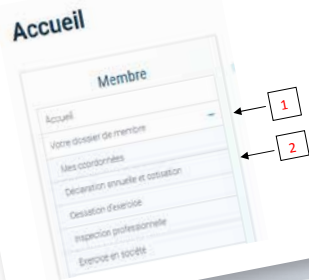 Accueil
Membre
Accueil
Votre dossier de membre
1
Mes coordonnées
2
Déclaration annuelle et cotisation
Cessation d'exercice
Inspection professionnelle
Exercice en société